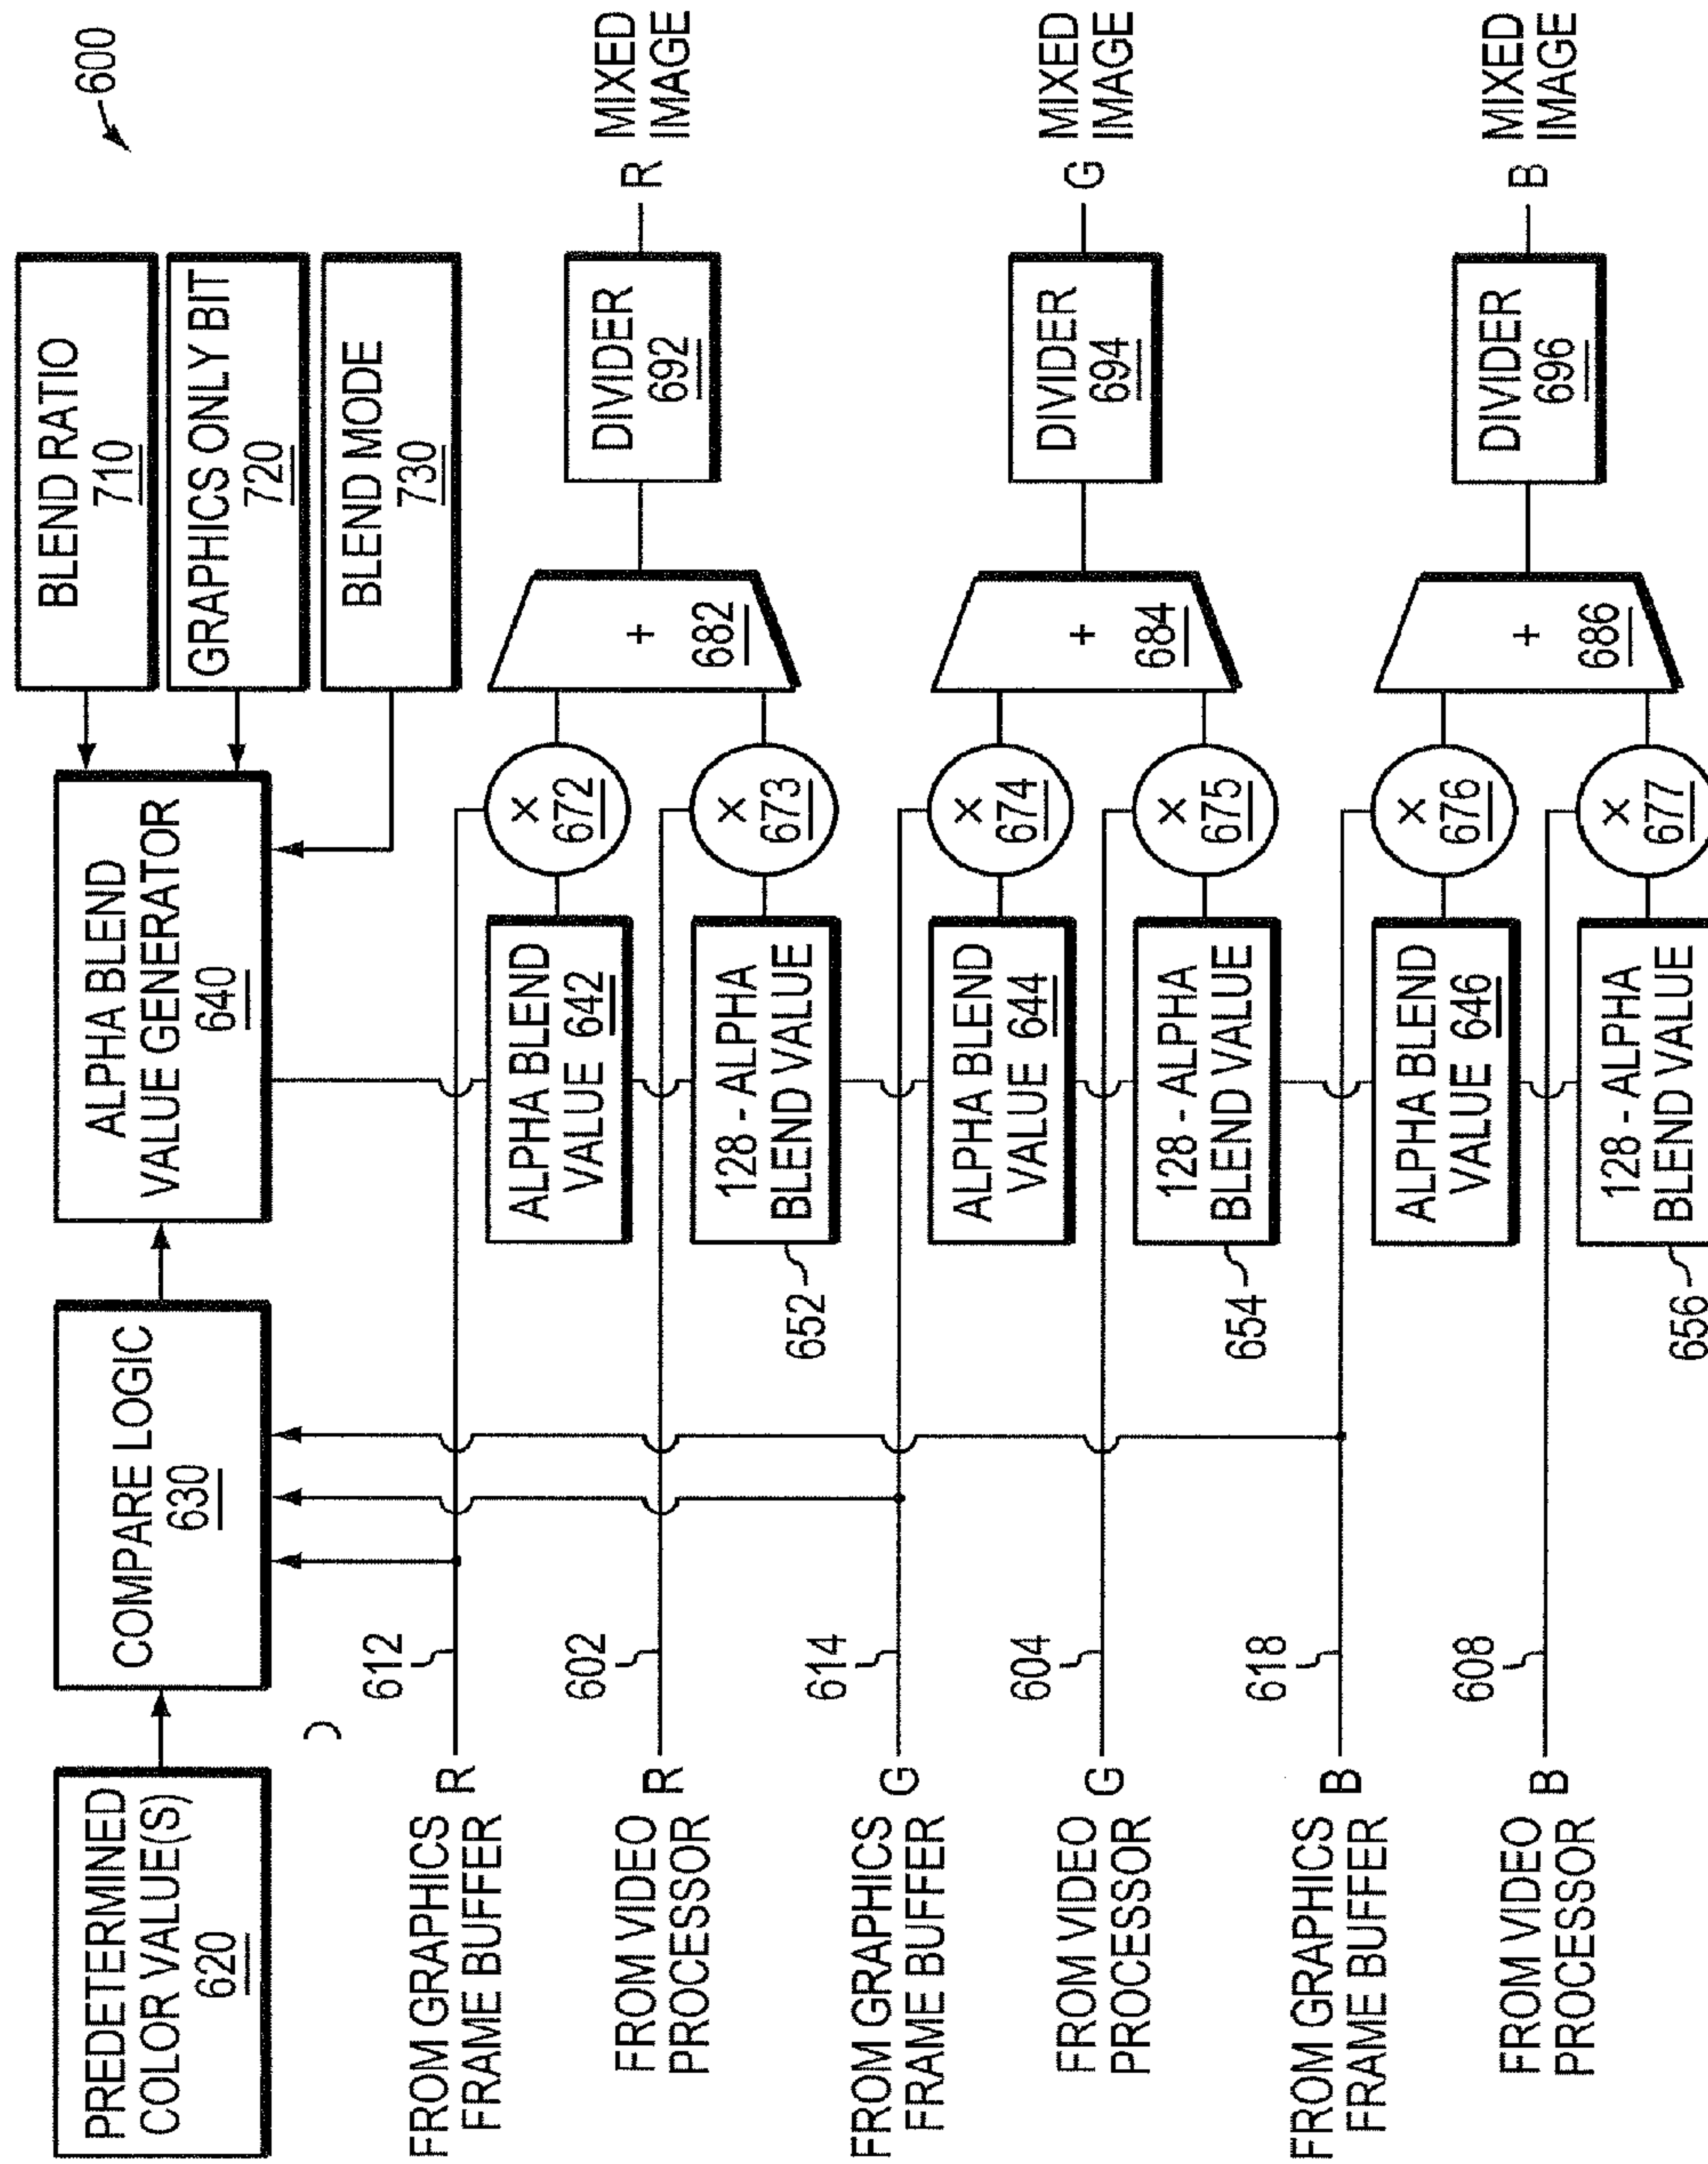 600
PREDETERMINED
COLOR VALUE(S)
620
COMPARE LOGIC
630
ALPHA BLEND
VALUE GENERATOR
640
BLEND RATIO
710
GRAPHICS ONLY BIT
720
BLEND MODE
730
FROM GRAPHICS
FRAME BUFFER
R
612
ALPHA BLEND
VALUE 642
×
672
FROM VIDEO
PROCESSOR
R
602
128 - ALPHA
BLEND VALUE
652
×
673
+
682
DIVIDER
692
R
MIXED
IMAGE
FROM GRAPHICS
FRAME BUFFER
G
614
ALPHA BLEND
VALUE 644
×
674
FROM VIDEO
PROCESSOR
G
604
128 - ALPHA
BLEND VALUE
654
×
675
+
684
DIVIDER
694
G
MIXED
IMAGE
FROM GRAPHICS
FRAME BUFFER
B
618
ALPHA BLEND
VALUE 646
×
676
FROM VIDEO
PROCESSOR
B
608
128 - ALPHA
BLEND VALUE
656
×
677
+
686
DIVIDER
696
B
MIXED
IMAGE